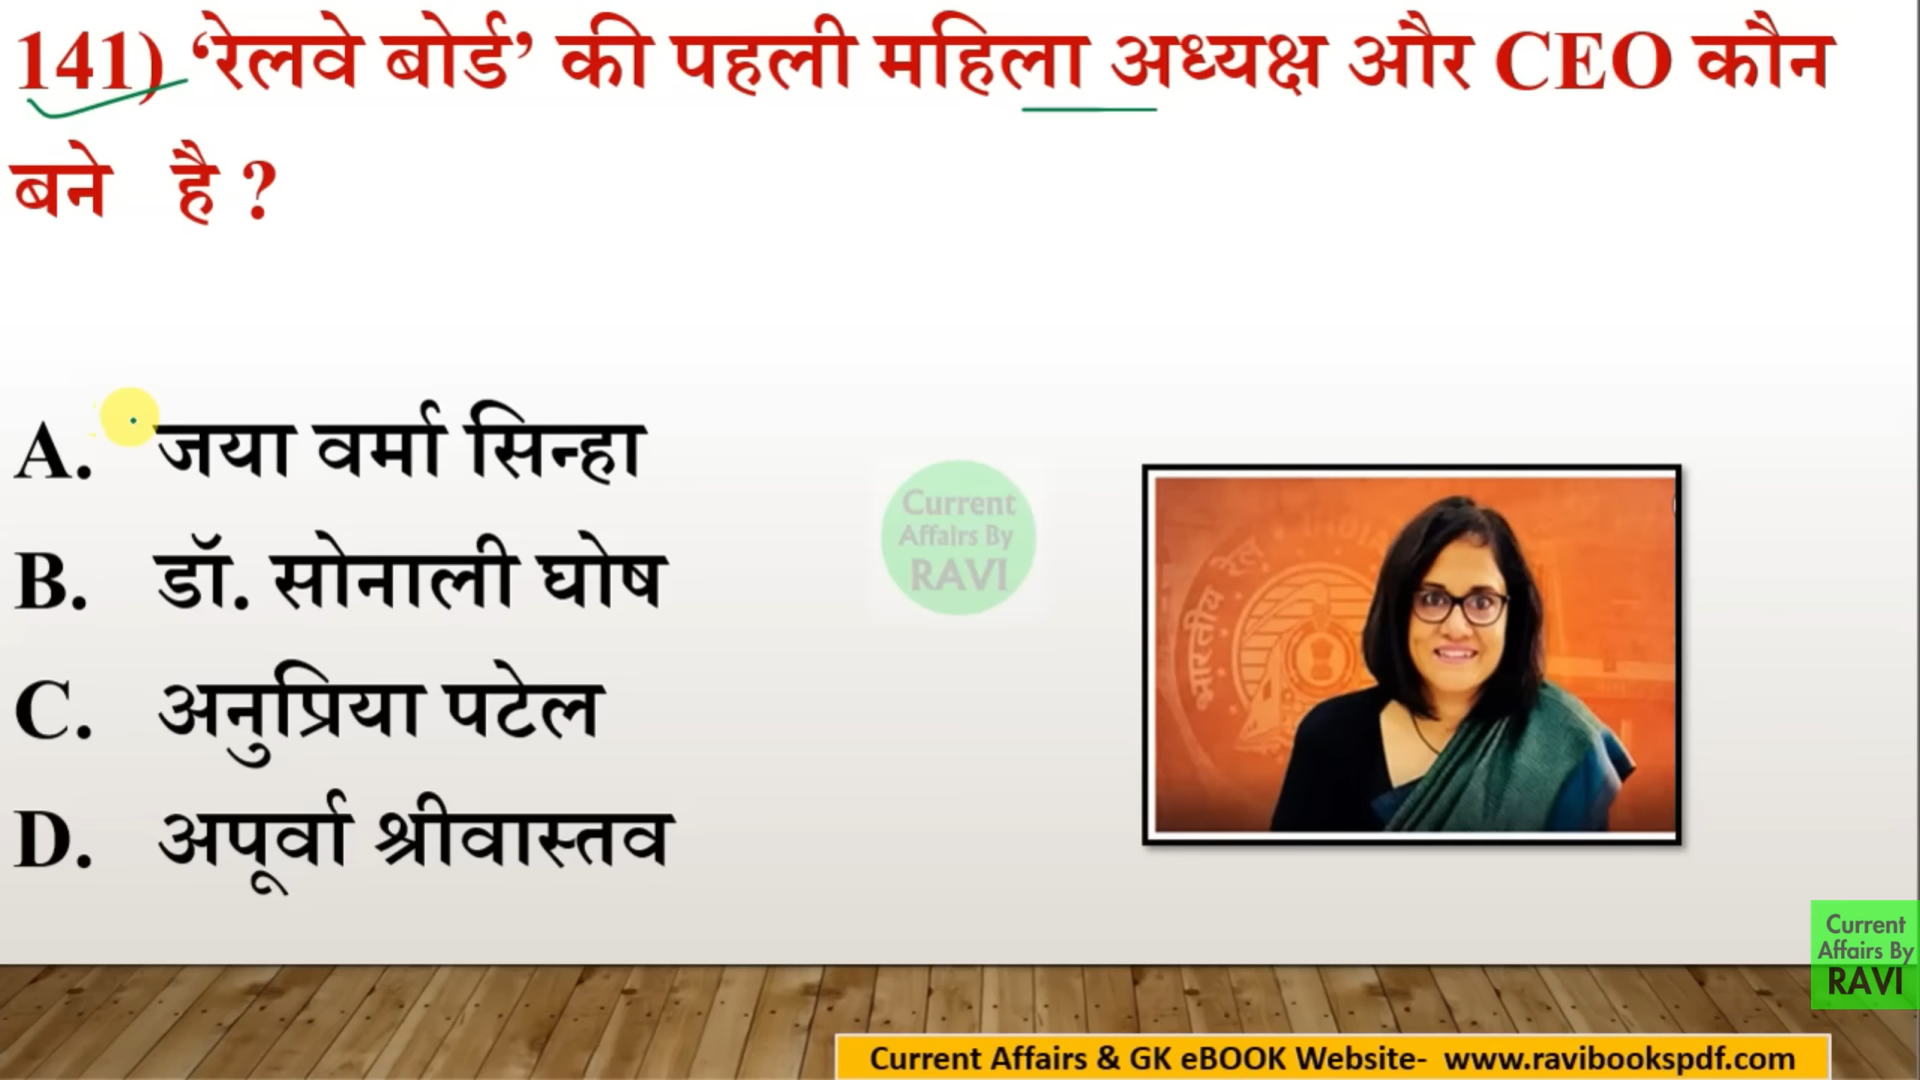 141) ‘रेलवे बोर्ड’ की पहली महिला अध्यक्ष और CEO कौन
बने है ?
A. जया वर्मा सिन्हा
B. डॉ. सोनाली घोष
C. अनुप्रिया पटेल
D. अपूर्वा श्रीवास्तव
Current
Affairs By
RAVI
भारतीय रेल
Current
Affairs By
RAVI
Current Affairs & GK eBOOK Website- www.ravibookspdf.com